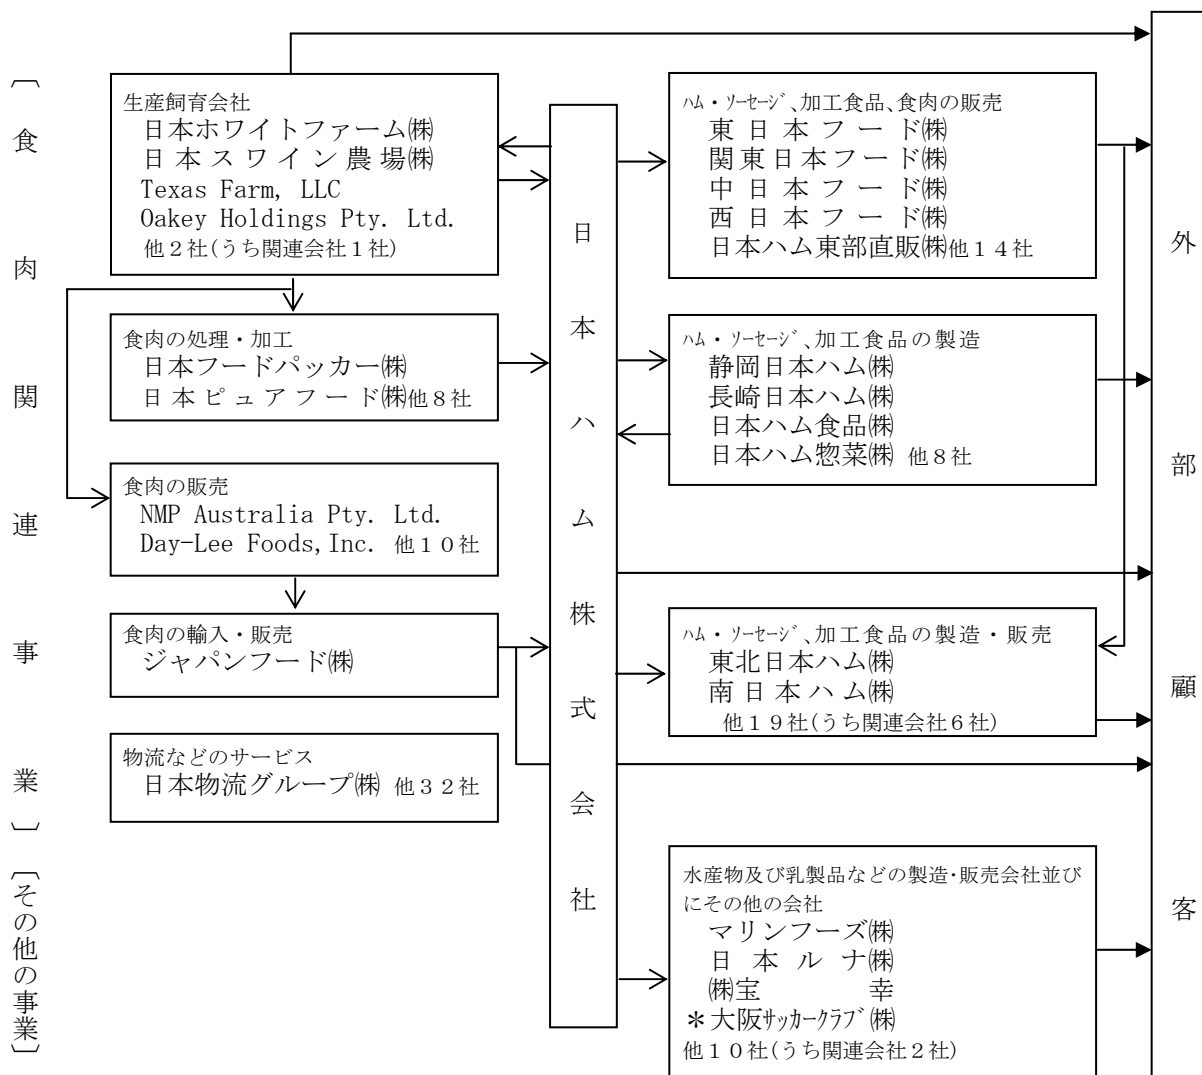 〔食肉関連事業〕
〔その他の事業〕
生産飼育会社
日本ホワイトファーム㈱
日本スワイン農場㈱
Texas Farm, LLC
Oakey Holdings Pty. Ltd.
他２社(うち関連会社１社)
食肉の処理・加工
日本フードパッカー㈱
日本ピュアフード㈱他８社
食肉の販売
NMP Australia Pty. Ltd.
Day-Lee Foods,Inc. 他１０社
食肉の輸入・販売
ジャパンフード㈱
物流などのサービス
日本物流グループ㈱ 他３２社
日本ハム株式会社
ﾊﾑ・ｿｰｾｰｼﾞ、加工食品、食肉の販売
東日本フード㈱
関東日本フード㈱
中日本フード㈱
西日本フード㈱
日本ハム東部直販㈱他１４社
ﾊﾑ・ｿｰｾｰｼﾞ、加工食品の製造
静岡日本ハム㈱
長崎日本ハム㈱
日本ハム食品㈱
日本ハム惣菜㈱ 他８社
ﾊﾑ・ｿｰｾｰｼﾞ、加工食品の製造・販売
東北日本ハム㈱
南日本ハム㈱
他１９社(うち関連会社６社)
水産物及び乳製品などの製造・販売会社並び
にその他の会社
マリンフーズ㈱
日本ルナ㈱
㈱宝幸
＊大阪ｻｯｶｰｸﾗﾌﾞ㈱
他１０社(うち関連会社２社)
外部顧客